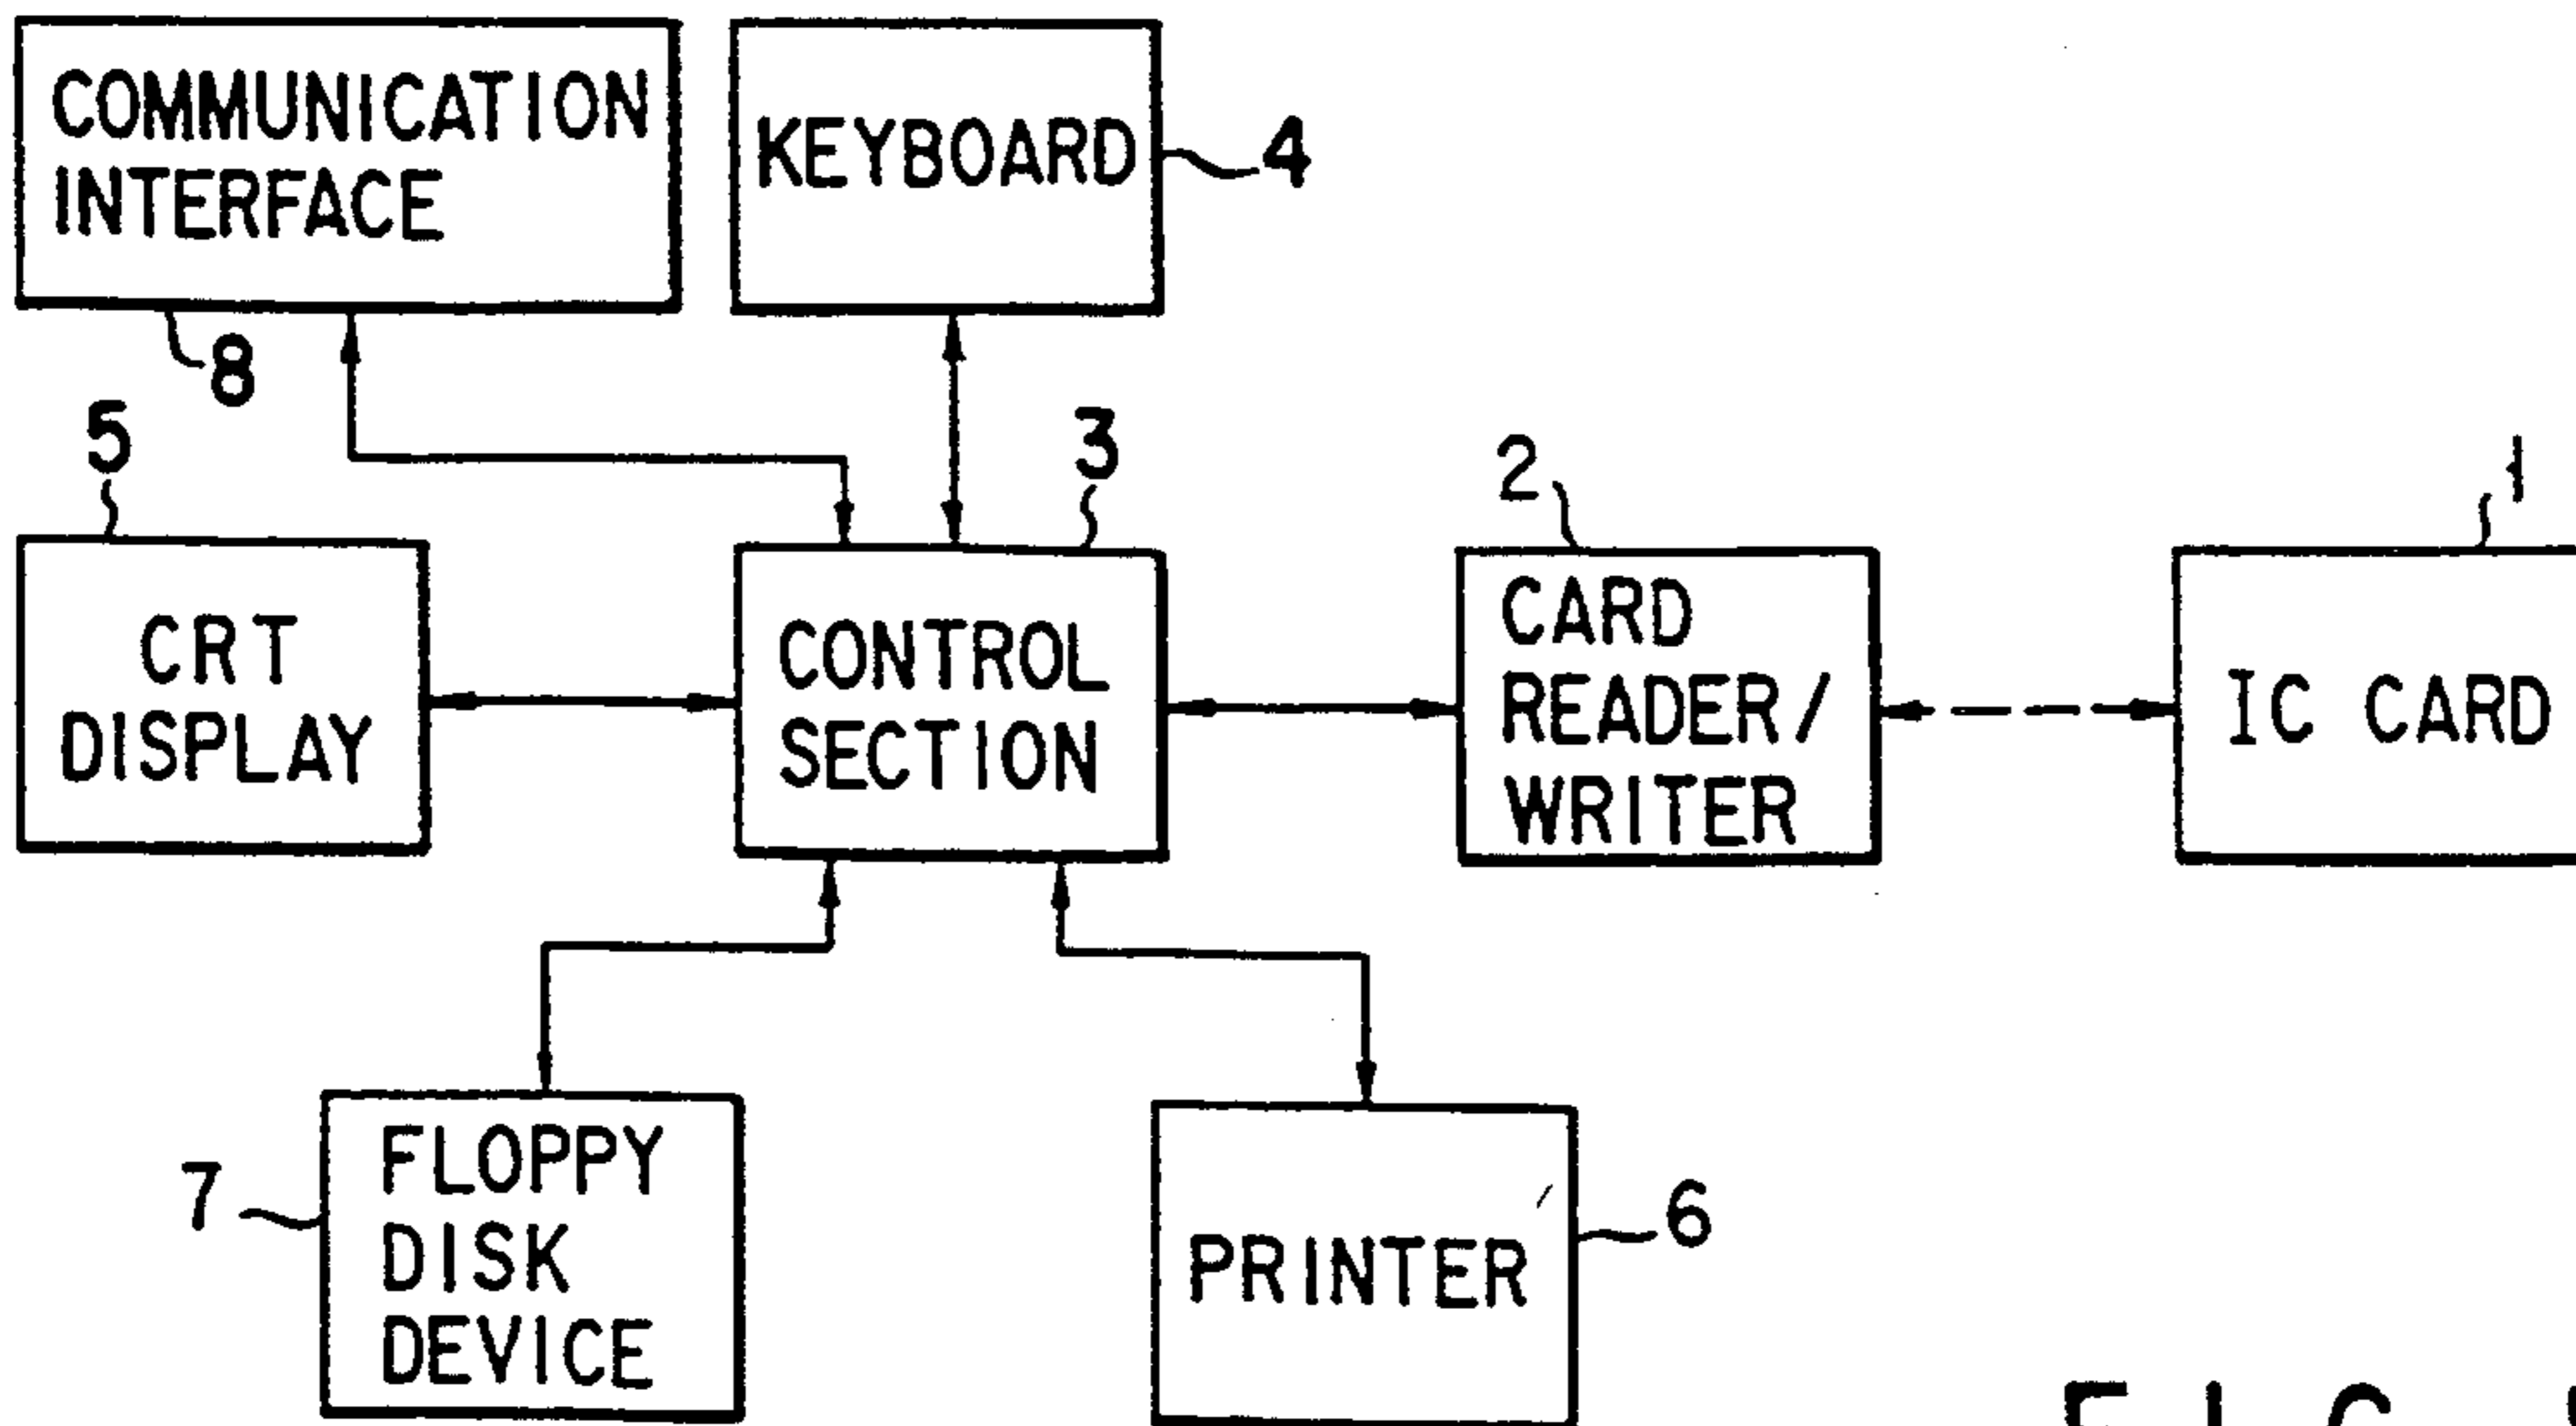 COMMUNICATION
INTERFACE
8
KEYBOARD
4
5
CRT
DISPLAY
3
CONTROL
SECTION
2
CARD
READER/
WRITER
1
IC CARD
7
FLOPPY
DISK
DEVICE
PRINTER
6